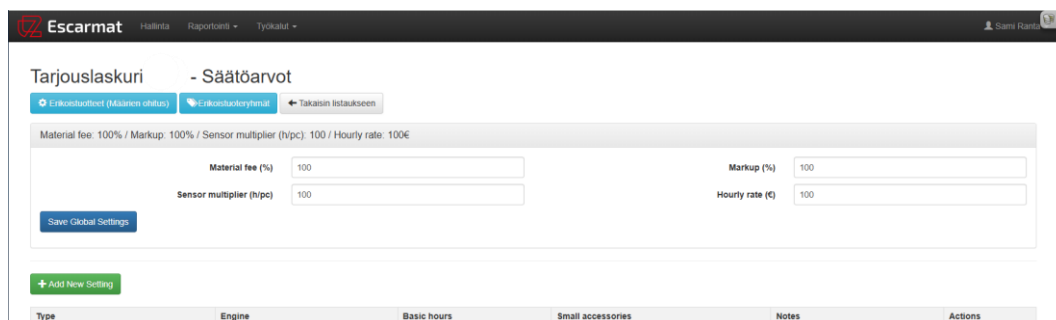 Escarmat Hallinta Raportointi Työkalut Sami Ranta
Tarjouslaskuri - Säätöarvot
Erikoistuotteet (Määrien ohitus) Erikoistuoteryhmät Takaisin listaukseen
Material fee: 100% / Markup: 100% / Sensor multiplier (h/pc): 100 / Hourly rate: 100€
Material fee (%) 100 Markup (%) 100
Sensor multiplier (h/pc) 100 Hourly rate (€) 100
Save Global Settings
Add New Setting
Type Engine Basic hours Small accessories Notes Actions